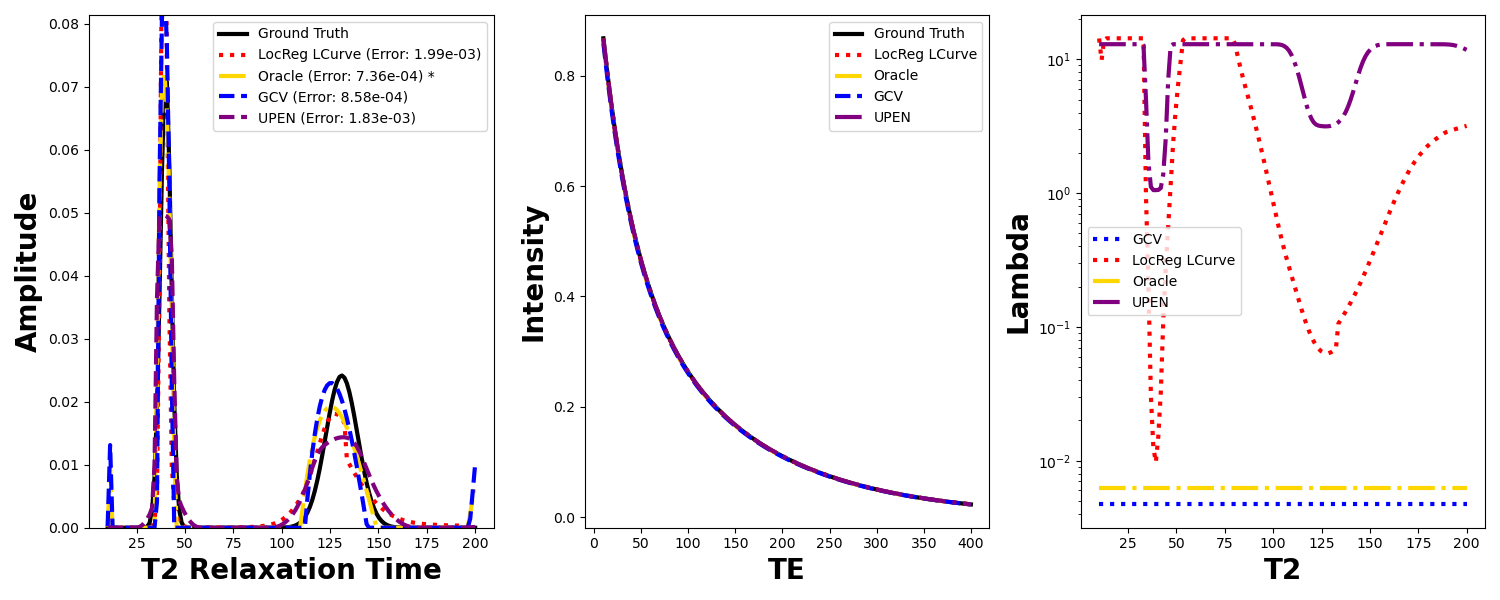 Amplitude
0.08
0.07
0.06
0.05
0.04
0.03
0.02
0.01
0.00
25
50
75
100
125
150
175
200
T2 Relaxation Time
Ground Truth
LocReg LCurve (Error: 1.99e-03)
Oracle (Error: 7.36e-04) *
GCV (Error: 8.58e-04)
UPEN (Error: 1.83e-03)
Intensity
0.8
0.6
0.4
0.2
0.0
0
50
100
150
200
250
300
350
400
TE
Ground Truth
LocReg LCurve
Oracle
GCV
UPEN
Lambda
10¹
10⁰
10⁻¹
10⁻²
25
50
75
100
125
150
175
200
T2
GCV
LocReg LCurve
Oracle
UPEN